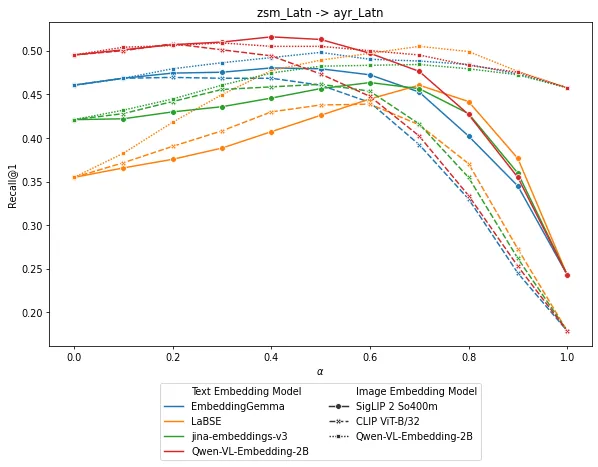 zsm_Latn -> ayr_Latn
Recall@1
0.50
0.45
0.40
0.35
0.30
0.25
0.20
0.0
0.2
0.4
0.6
0.8
1.0
α
Text Embedding Model
EmbeddingGemma
LaBSE
jina-embeddings-v3
Qwen-VL-Embedding-2B
Image Embedding Model
SigLIP 2 So400m
CLIP ViT-B/32
Qwen-VL-Embedding-2B